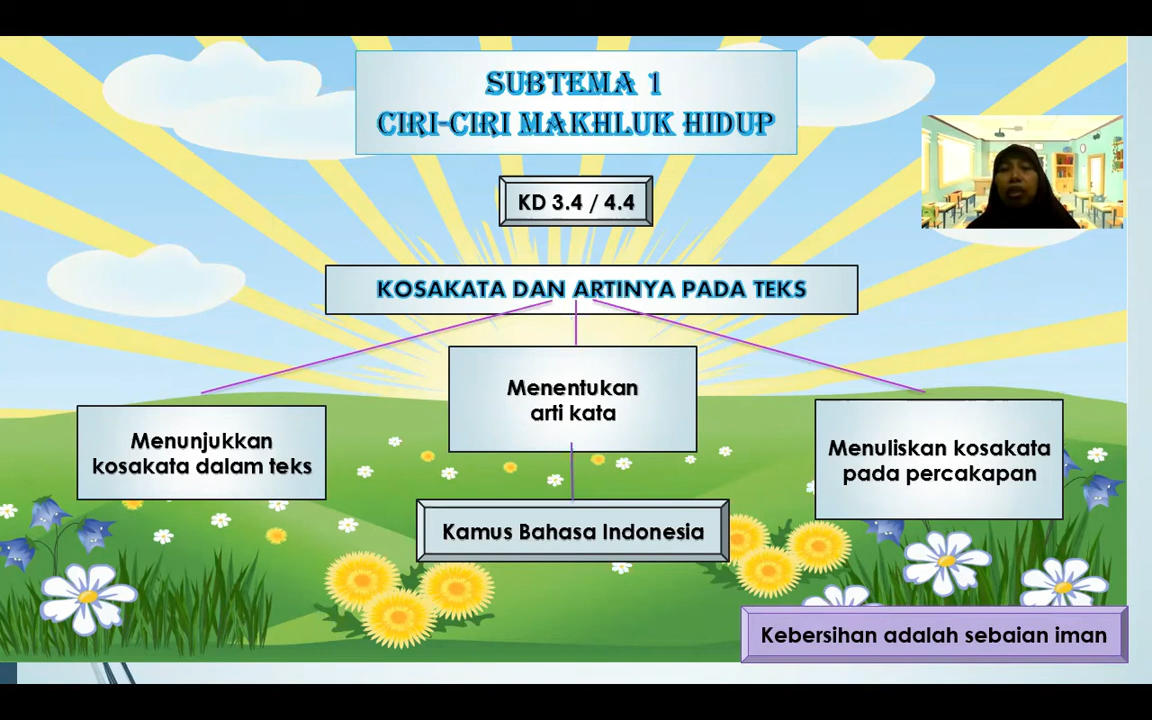 SUBTEMA 1
CIRI-CIRI MAKHLUK HIDUP
KD 3.4 / 4.4
KOSAKATA DAN ARTINYA PADA TEKS
Menentukan
arti kata
Menunjukkan
kosakata dalam teks
Menuliskan kosakata
pada percakapan
Kamus Bahasa Indonesia
Kebersihan adalah sebaian iman